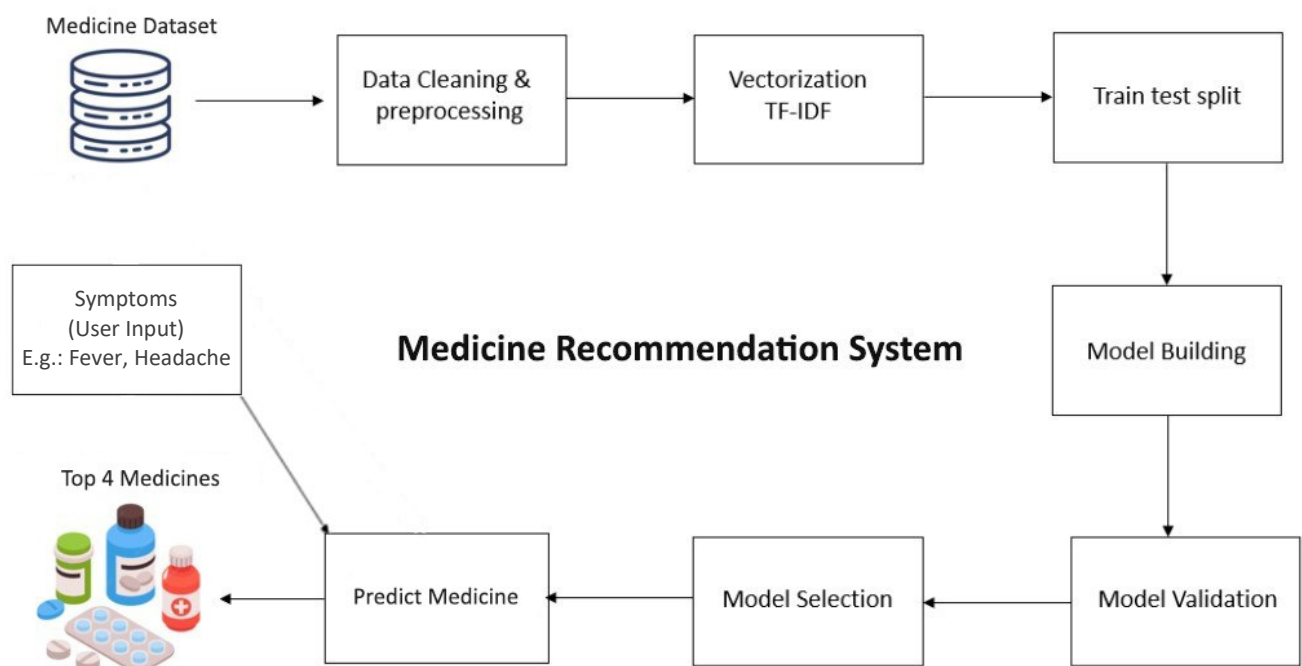 Medicine Dataset
Data Cleaning &
preprocessing
Vectorization
TF-IDF
Train test split
Symptoms
(User Input)
E.g.: Fever, Headache
Medicine Recommendation System
Model Building
Top 4 Medicines
Predict Medicine
Model Selection
Model Validation